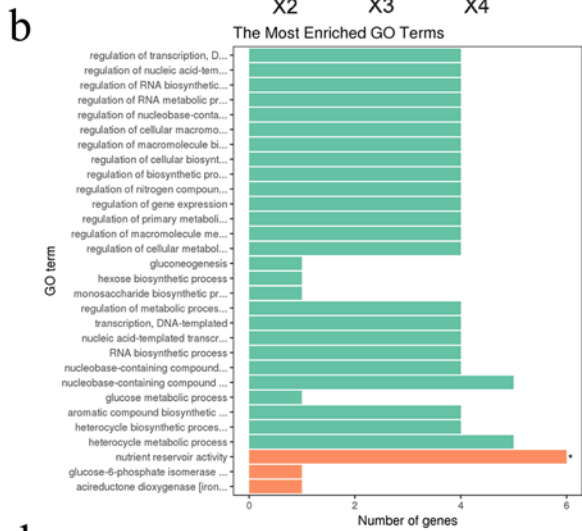 X2 X3 X4
b
The Most Enriched GO Terms
regulation of transcription, D...
regulation of nucleic acid-tem...
regulation of RNA biosynthetic...
regulation of RNA metabolic pr...
regulation of nucleobase-conta...
regulation of cellular macromo...
regulation of macromolecule bi...
regulation of cellular biosynt...
regulation of biosynthetic pro...
regulation of nitrogen compoun...
regulation of gene expression
regulation of primary metaboli...
regulation of macromolecule me...
regulation of cellular metabol...
gluconeogenesis
hexose biosynthetic process
monosaccharide biosynthetic pr...
regulation of metabolic proces...
transcription, DNA-templated
nucleic acid-templated transcr...
RNA biosynthetic process
nucleobase-containing compound...
nucleobase-containing compound ...
glucose metabolic process
aromatic compound biosynthetic ...
heterocycle biosynthetic proces...
heterocycle metabolic process
nutrient reservoir activity
*
glucose-6-phosphate isomerase ...
acireductone dioxygenase [iron...
GO term
0 2 4 6
Number of genes